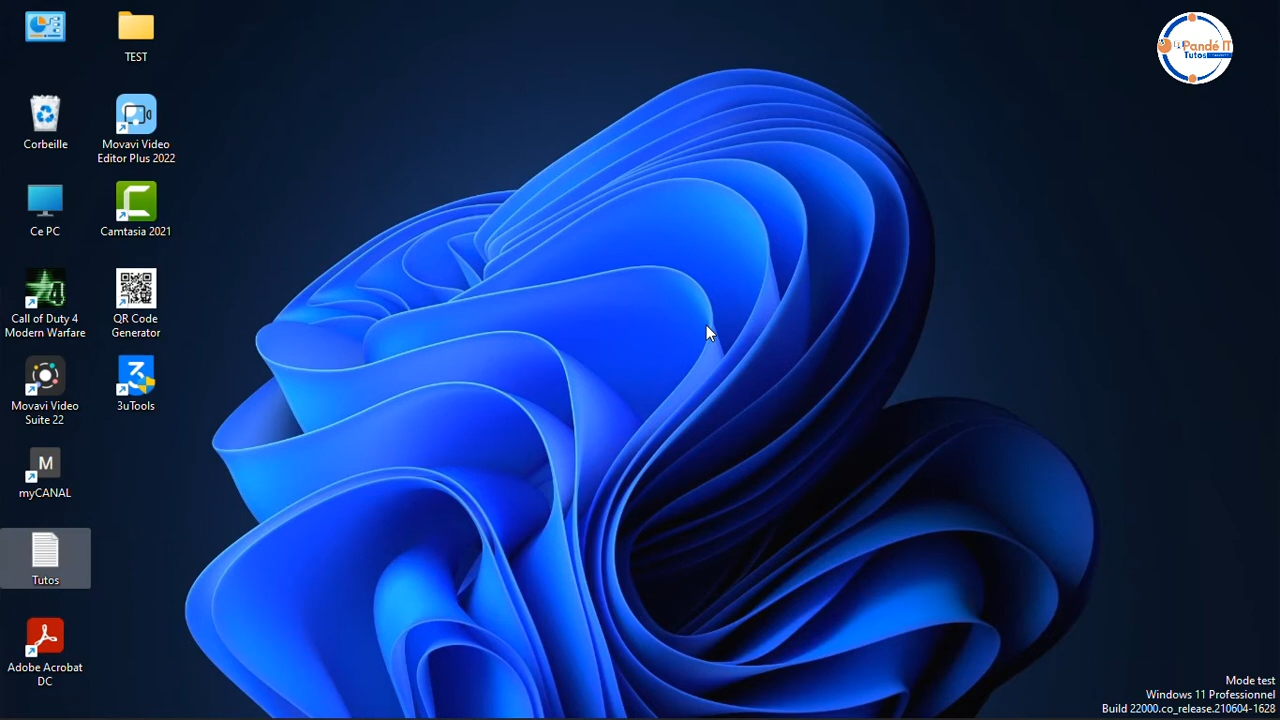 TEST
Corbeille
Movavi Video
Editor Plus 2022
Ce PC
Camtasia 2021
Call of Duty 4
Modern Warfare
QR Code
Generator
Movavi Video
Suite 22
3uTools
M
myCANAL
Tutos
Adobe Acrobat
DC
Pandé IT
Tutos
Mode test
Windows 11 Professionnel
Build 22000.co_release.210604-1628